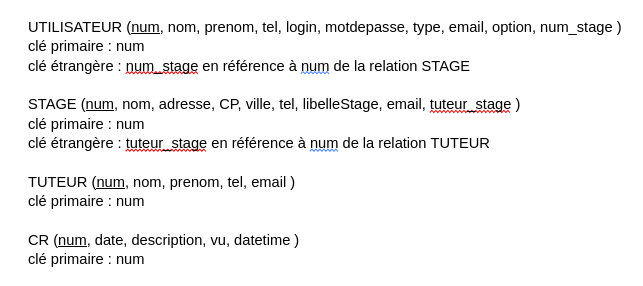 UTILISATEUR (num, nom, prenom, tel, login, motdepasse, type, email, option, num_stage )
clé primaire : num
clé étrangère : num_stage en référence à num de la relation STAGE
STAGE (num, nom, adresse, CP, ville, tel, libelleStage, email, tuteur_stage )
clé primaire : num
clé étrangère : tuteur_stage en référence à num de la relation TUTEUR
TUTEUR (num, nom, prenom, tel, email )
clé primaire : num
CR (num, date, description, vu, datetime )
clé primaire : num